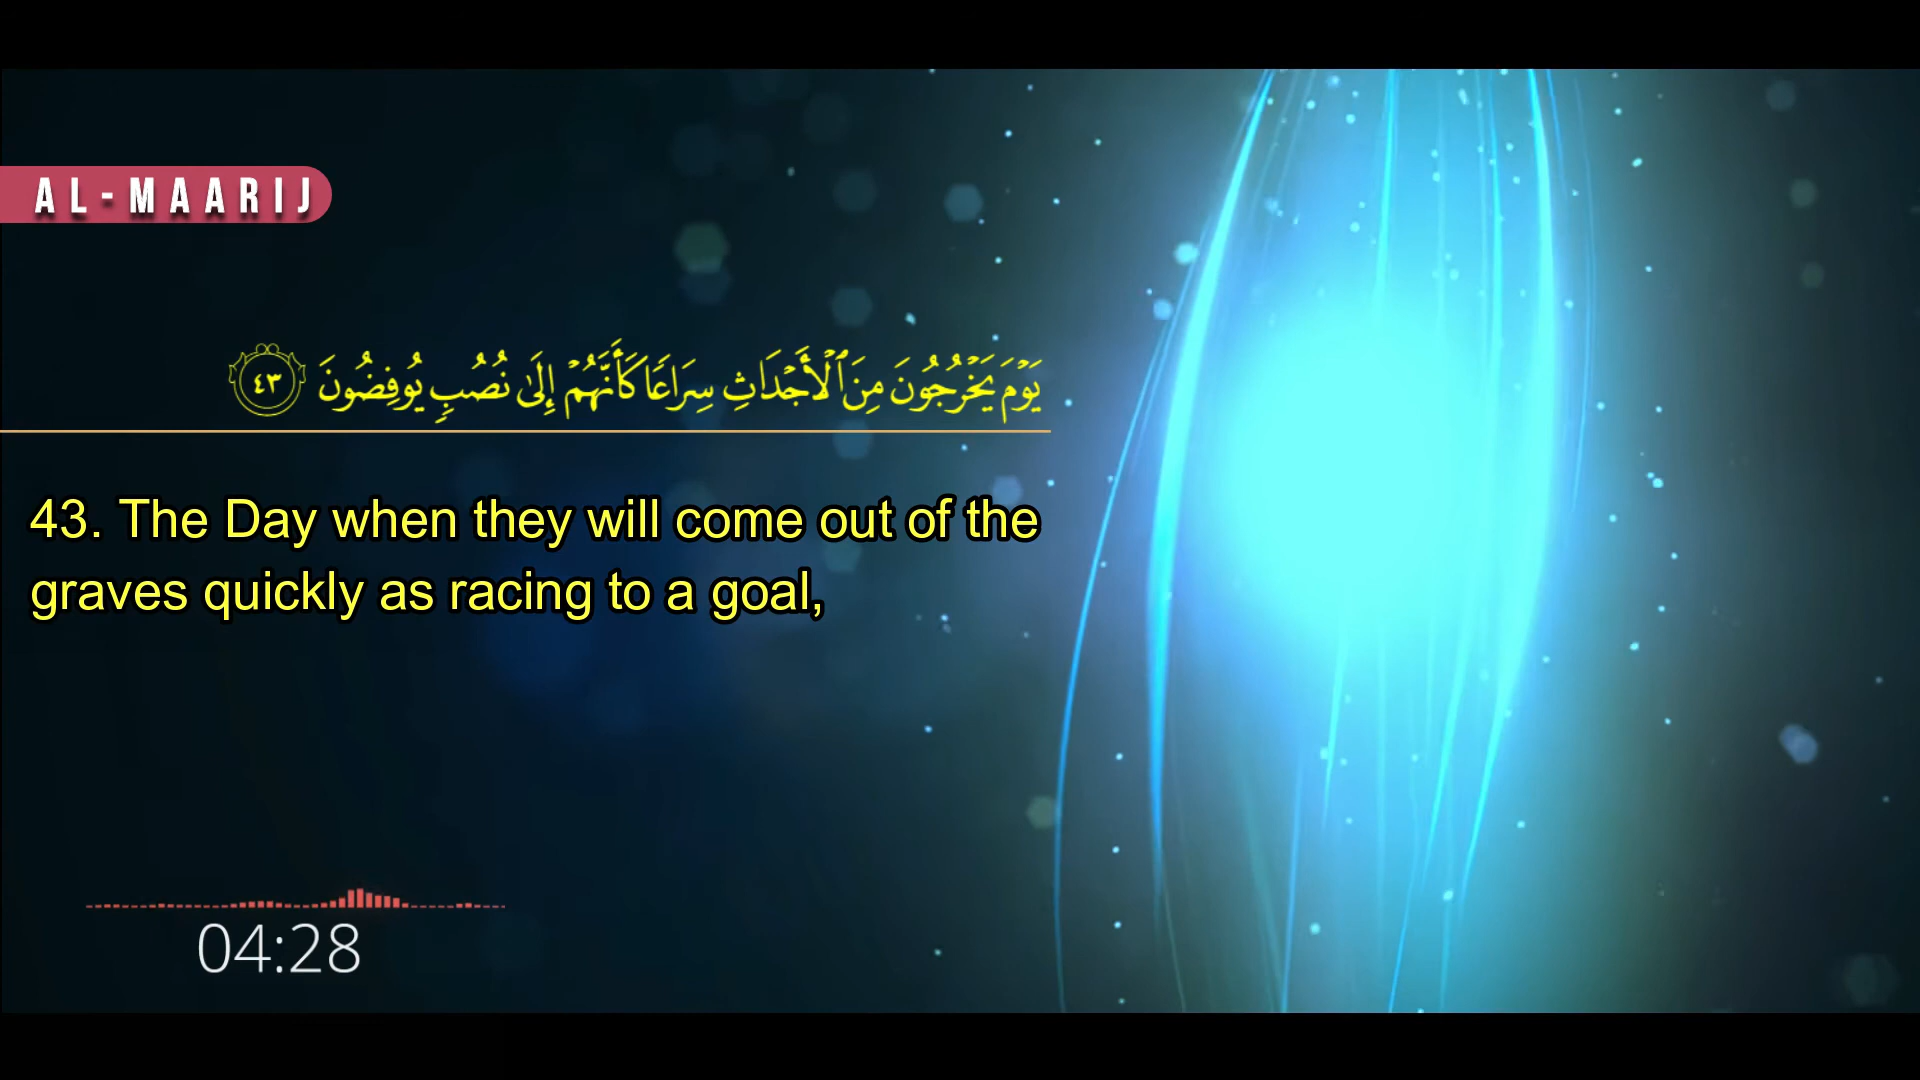 AL-MAARIJ
يَوْمَ يَخْرُجُونَ مِنَ ٱلْأَجْدَاثِ سِرَاعًا كَأَنَّهُمْ إِلَىٰ نُصُبٍ يُوفِضُونَ ٤٣
43. The Day when they will come out of the
graves quickly as racing to a goal,
04:28